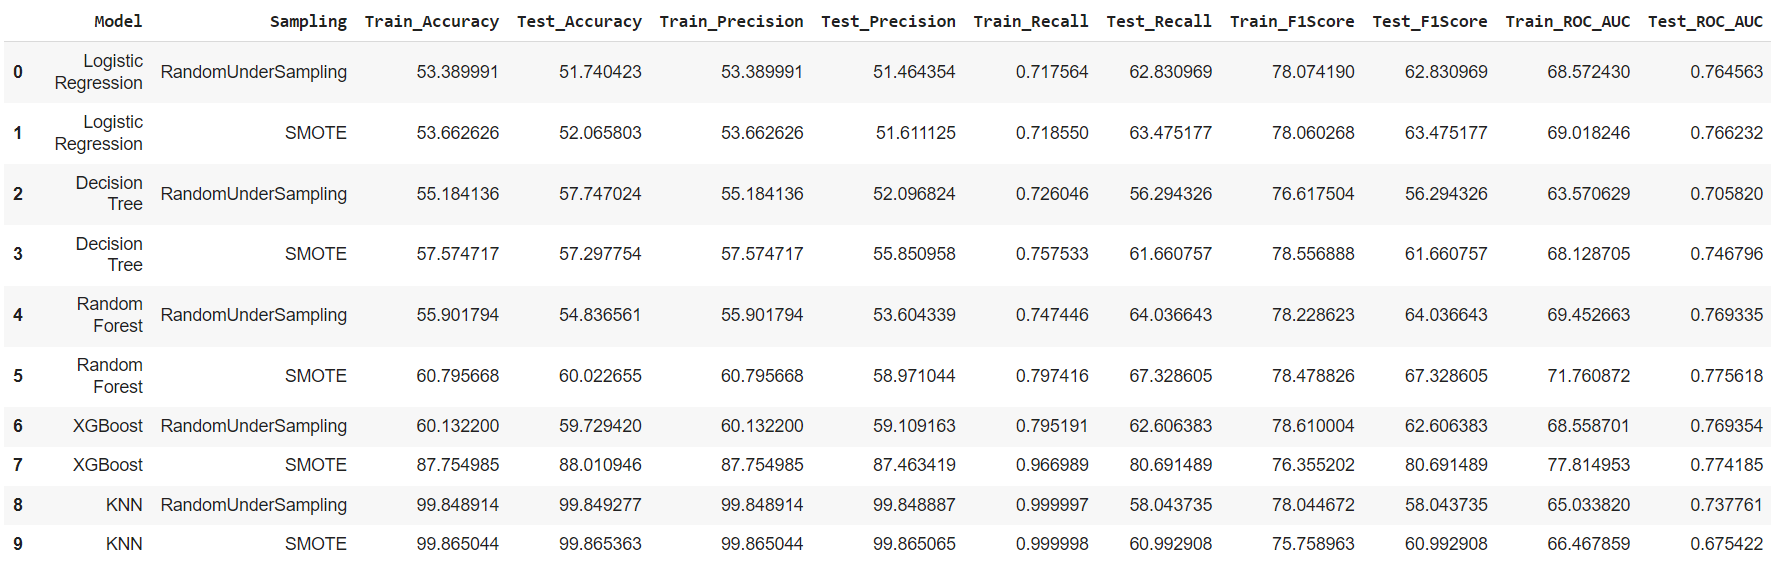 Model Sampling Train_Accuracy Test_Accuracy Train_Precision Test_Precision Train_Recall Test_Recall Train_F1Score Test_F1Score Train_ROC_AUC Test_ROC_AUC
0 Logistic Regression RandomUnderSampling 53.389991 51.740423 53.389991 51.464354 0.717564 62.830969 78.074190 62.830969 68.572430 0.764563
1 Logistic Regression SMOTE 53.662626 52.065803 53.662626 51.611125 0.718550 63.475177 78.060268 63.475177 69.018246 0.766232
2 Decision Tree RandomUnderSampling 55.184136 57.747024 55.184136 52.096824 0.726046 56.294326 76.617504 56.294326 63.570629 0.705820
3 Decision Tree SMOTE 57.574717 57.297754 57.574717 55.850958 0.757533 61.660757 78.556888 61.660757 68.128705 0.746796
4 Random Forest RandomUnderSampling 55.901794 54.836561 55.901794 53.604339 0.747446 64.036643 78.228623 64.036643 69.452663 0.769335
5 Random Forest SMOTE 60.795668 60.022655 60.795668 58.971044 0.797416 67.328605 78.478826 67.328605 71.760872 0.775618
6 XGBoost RandomUnderSampling 60.132200 59.729420 60.132200 59.109163 0.795191 62.606383 78.610004 62.606383 68.558701 0.769354
7 XGBoost SMOTE 87.754985 88.010946 87.754985 87.463419 0.966989 80.691489 76.355202 80.691489 77.814953 0.774185
8 KNN RandomUnderSampling 99.848914 99.849277 99.848914 99.848887 0.999997 58.043735 78.044672 58.043735 65.033820 0.737761
9 KNN SMOTE 99.865044 99.865363 99.865044 99.865065 0.999998 60.992908 75.758963 60.992908 66.467859 0.675422